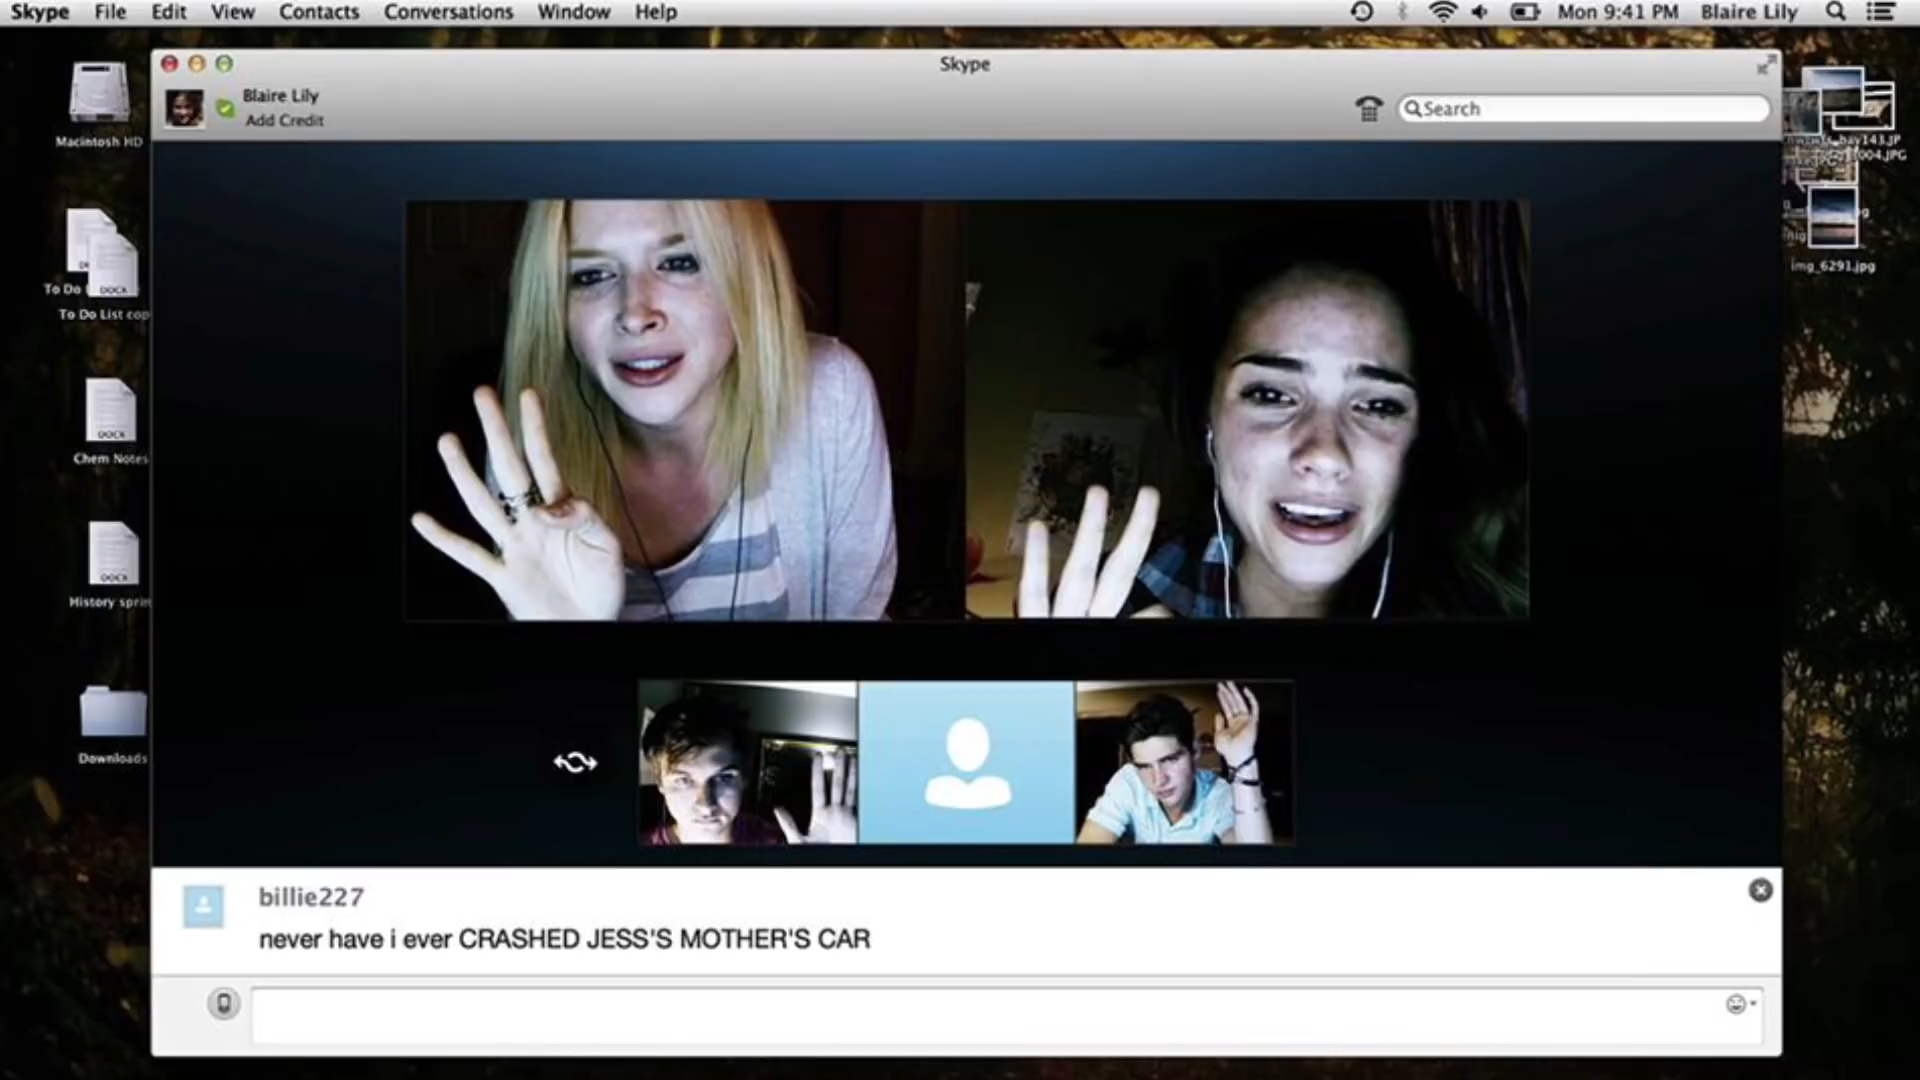 Skype File Edit View Contacts Conversations Window Help Mon 9:41 PM Blaire Lily
Skype
Blaire Lily
Add Credit
Search
Macintosh HD
To Do
DOCX
To Do List cop
DOCX
Chem Notes
DOCX
History sprin
Downloads
img_6291.jpg
billie227
never have i ever CRASHED JESS'S MOTHER'S CAR